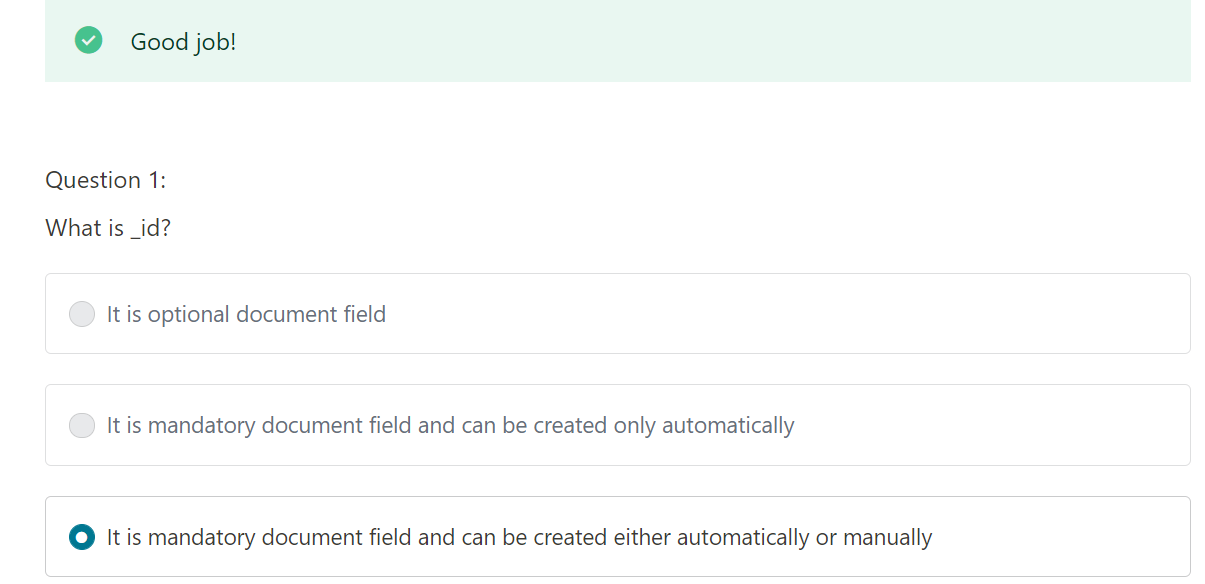 Good job!
Question 1:
What is _id?
It is optional document field
It is mandatory document field and can be created only automatically
It is mandatory document field and can be created either automatically or manually